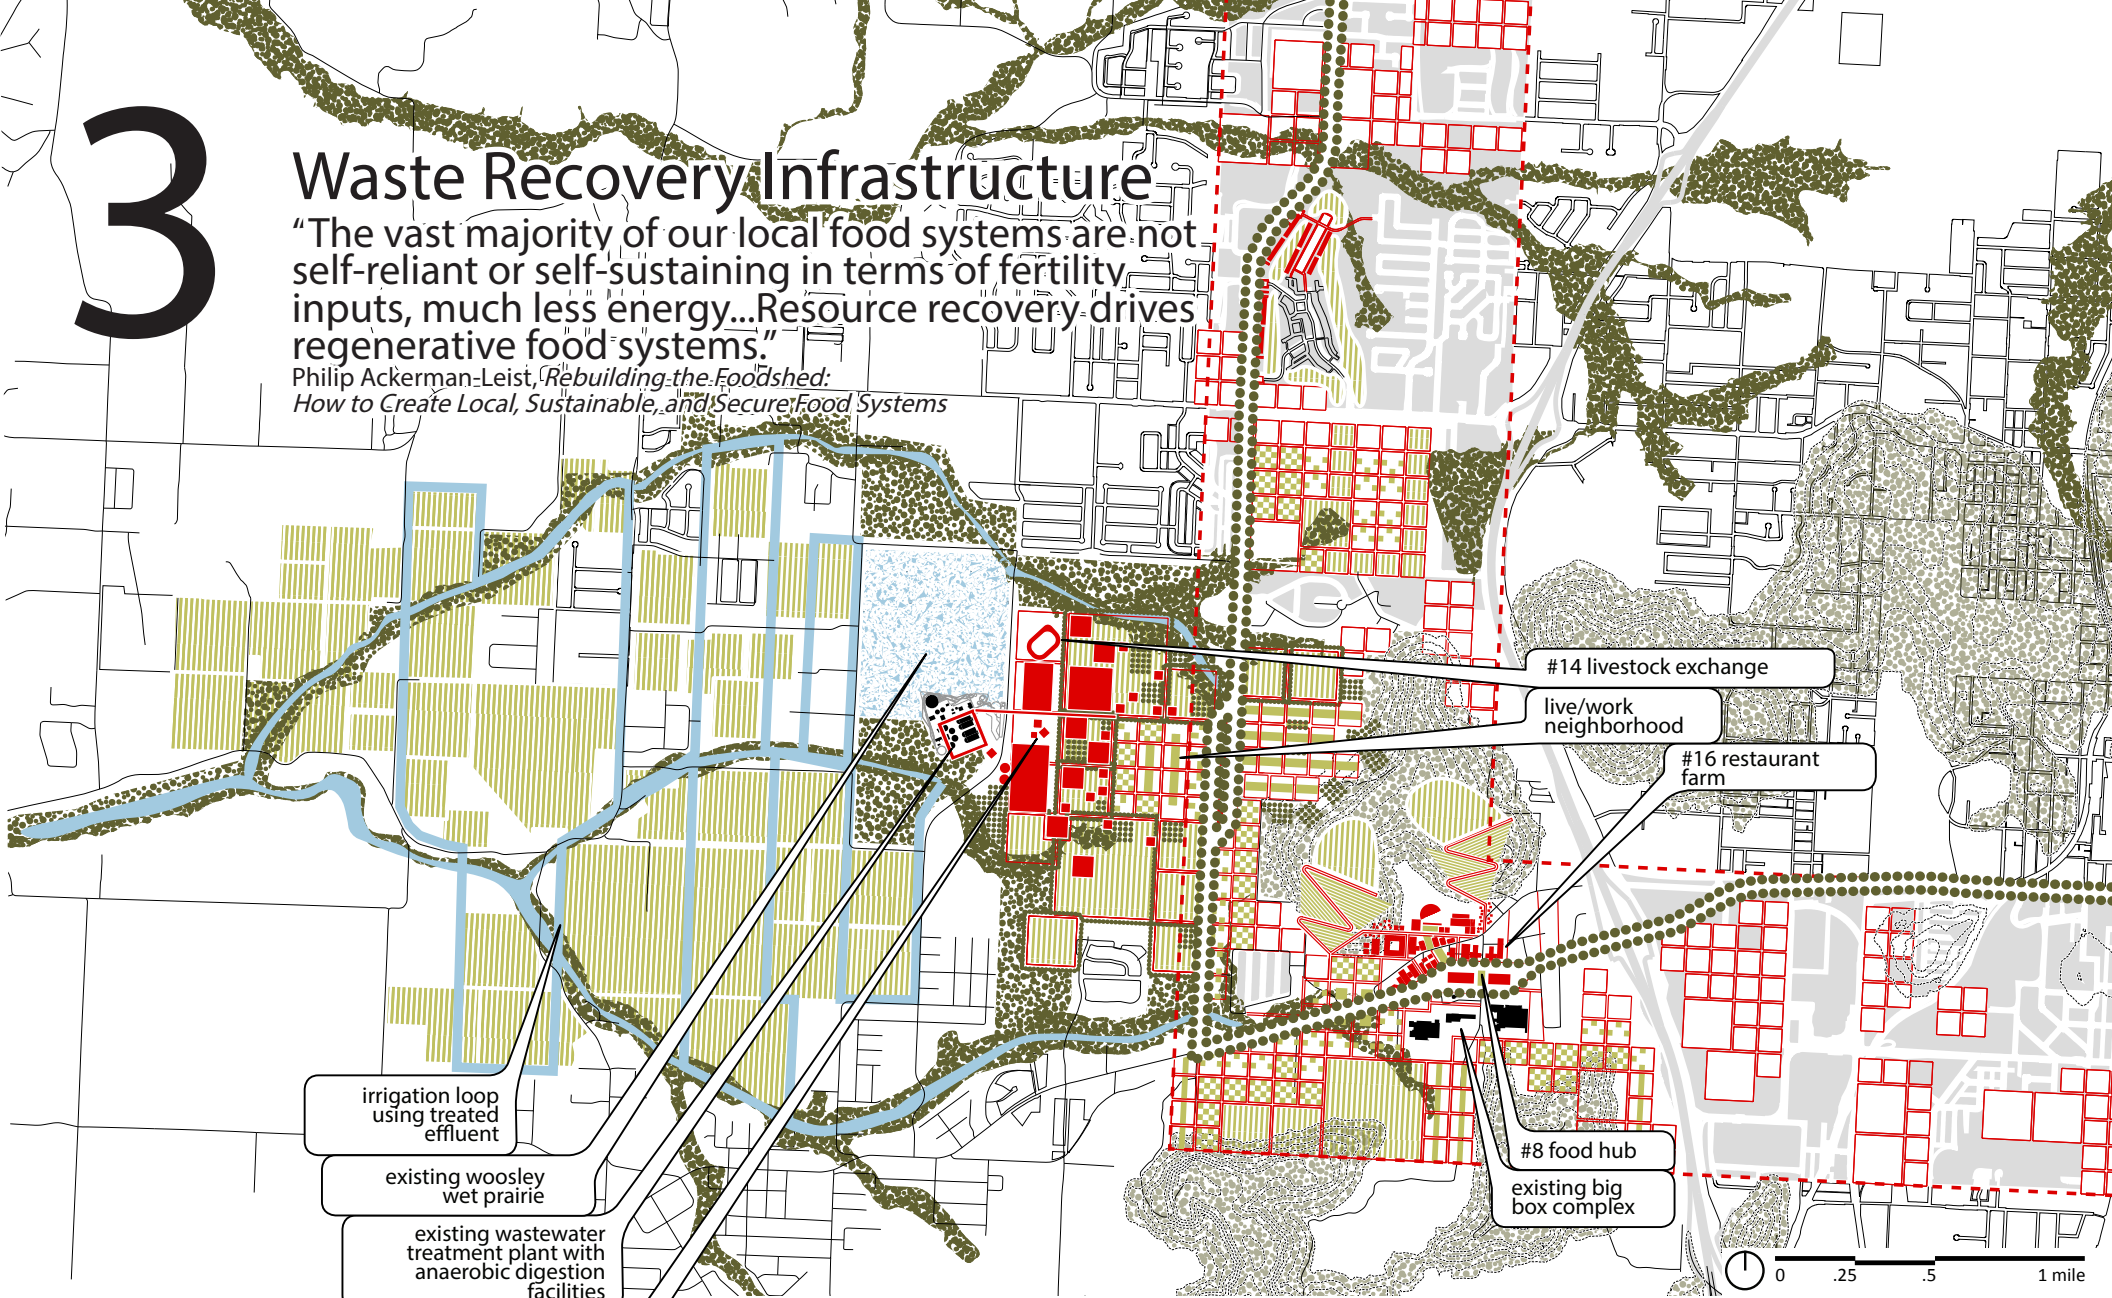 3
Waste Recovery Infrastructure
“The vast majority of our local food systems are not
self-reliant or self-sustaining in terms of fertility
inputs, much less energy...Resource recovery drives
regenerative food systems.”
Philip Ackerman-Leist, Rebuilding the Foodshed:
How to Create Local, Sustainable, and Secure Food Systems
#14 livestock exchange
live/work
neighborhood
#16 restaurant
farm
irrigation loop
using treated
effluent
existing woosley
wet prairie
existing wastewater
treatment plant with
anaerobic digestion
facilities
#8 food hub
existing big
box complex
0 .25 .5 1 mile